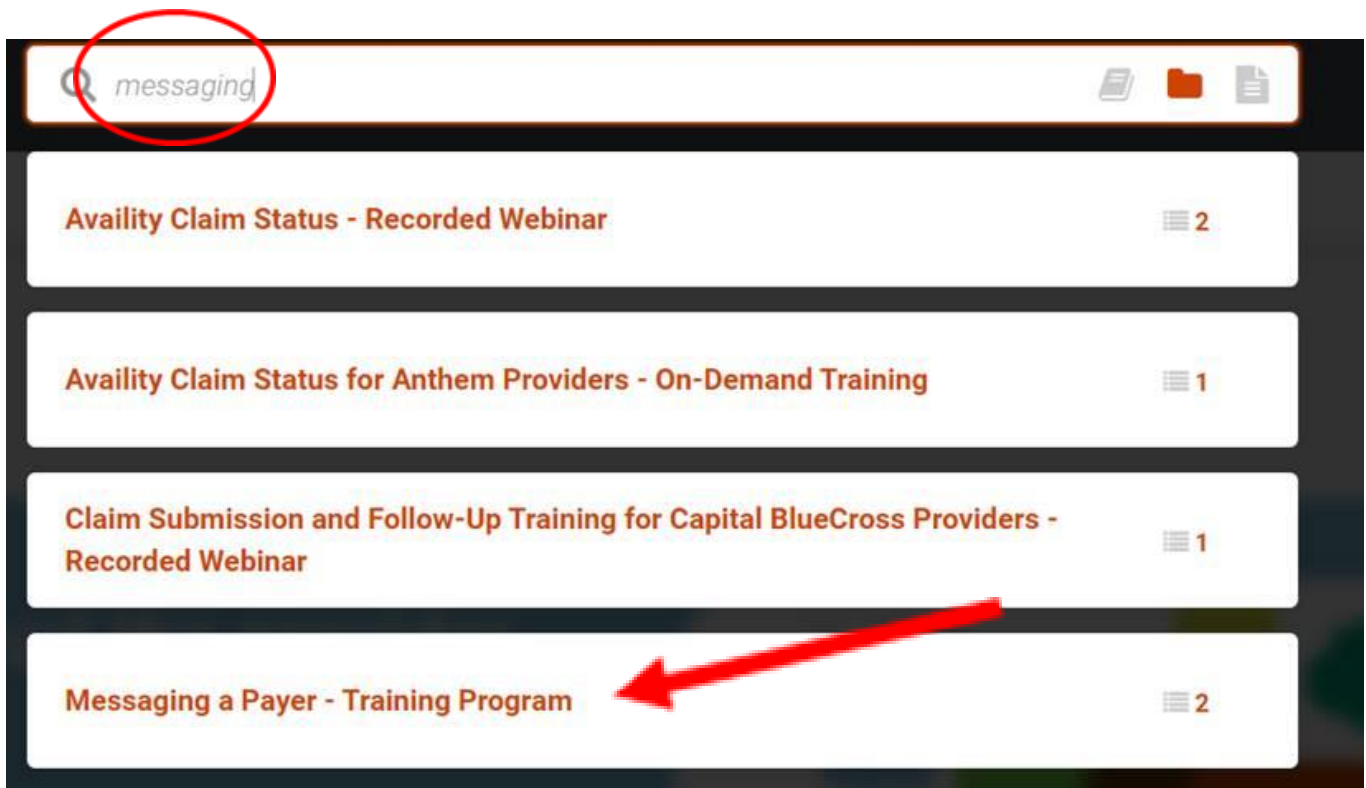 messaging
Availity Claim Status - Recorded Webinar
2
Availity Claim Status for Anthem Providers - On-Demand Training
1
Claim Submission and Follow-Up Training for Capital BlueCross Providers -
Recorded Webinar
1
Messaging a Payer - Training Program
2